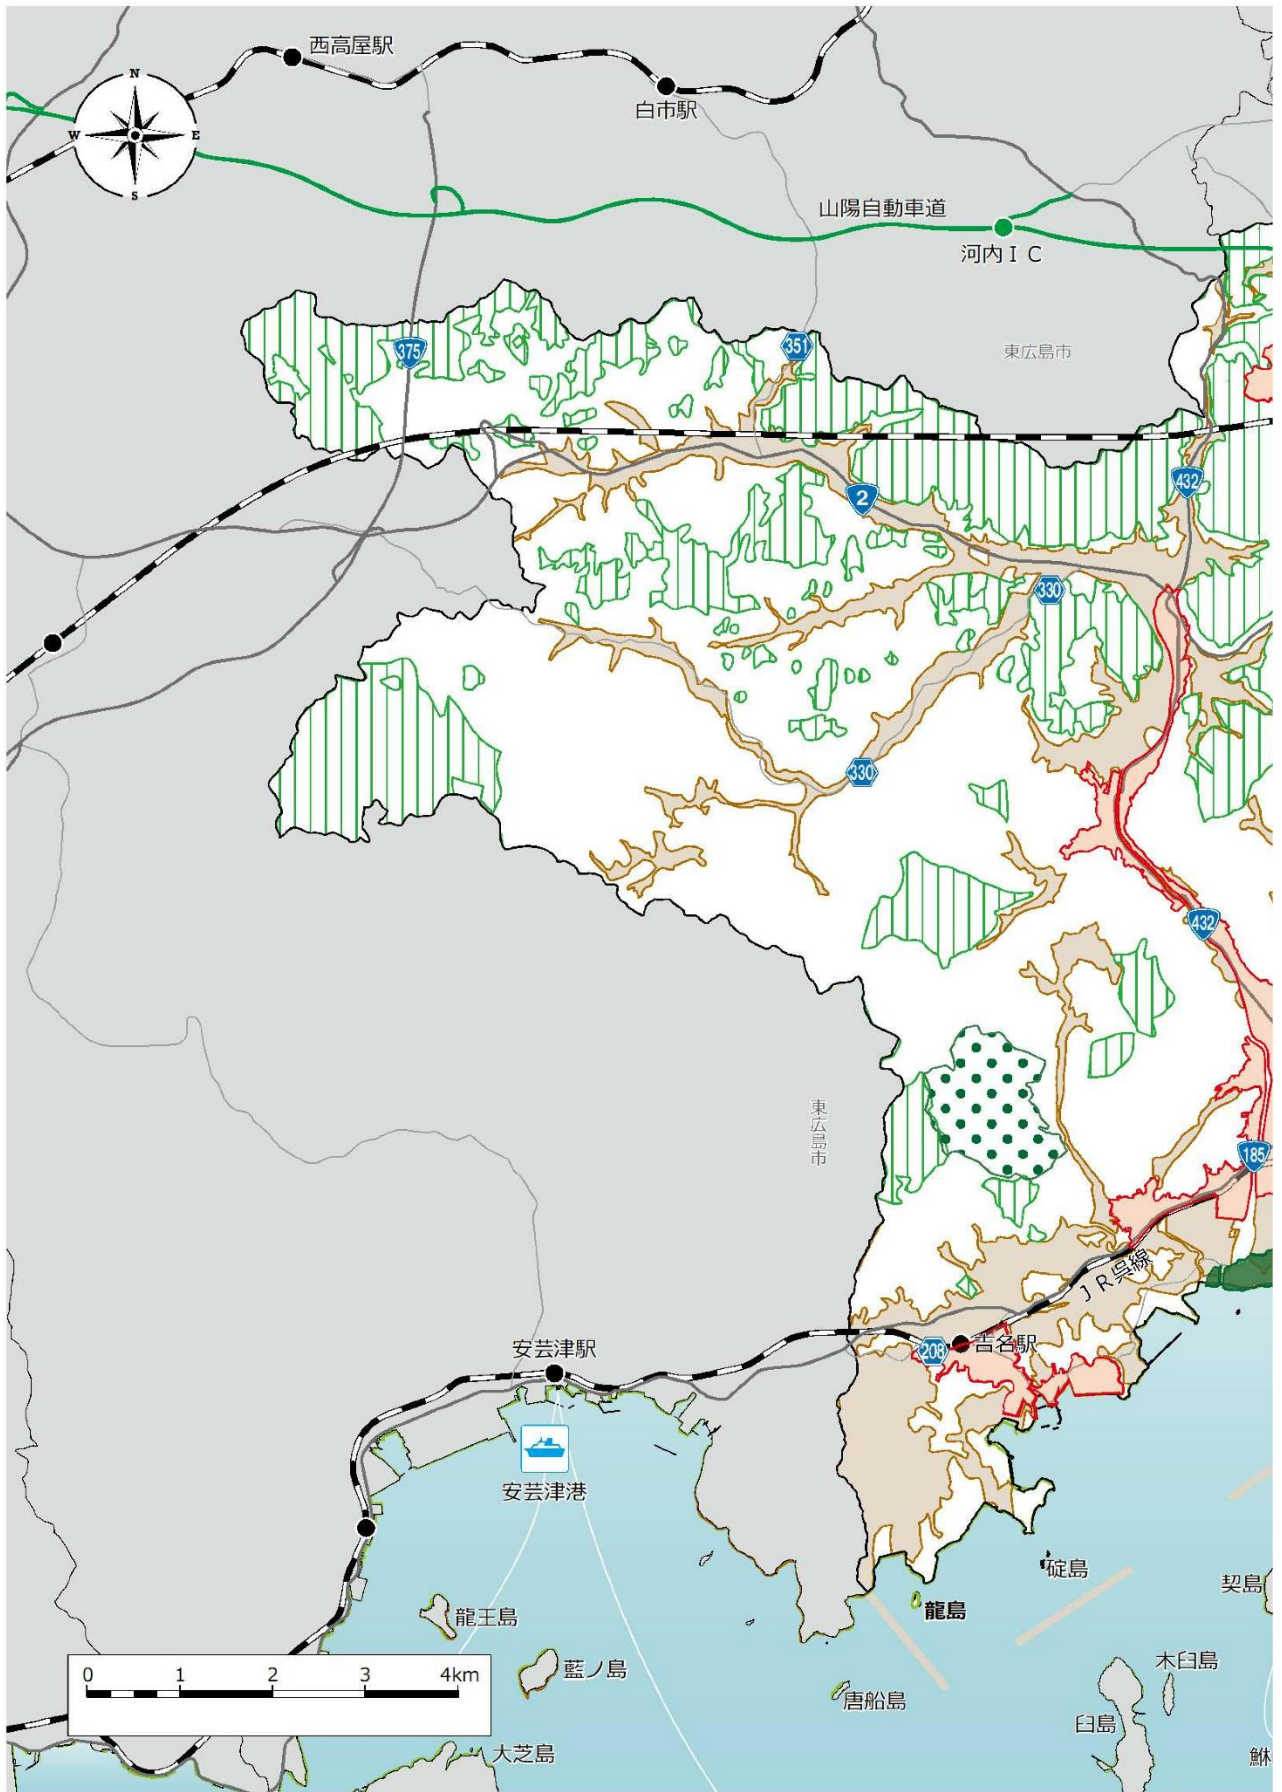 西高屋駅
N
W
E
S
白市駅
山陽自動車道
河内ＩＣ
東広島市
375
351
2
432
330
330
432
東広島市
185
ＪＲ呉線
208
吉名駅
安芸津駅
安芸津港
碇島
契島
龍島
龍王島
藍ノ島
唐船島
木臼島
臼島
大芝島
鮴
0 1 2 3 4km